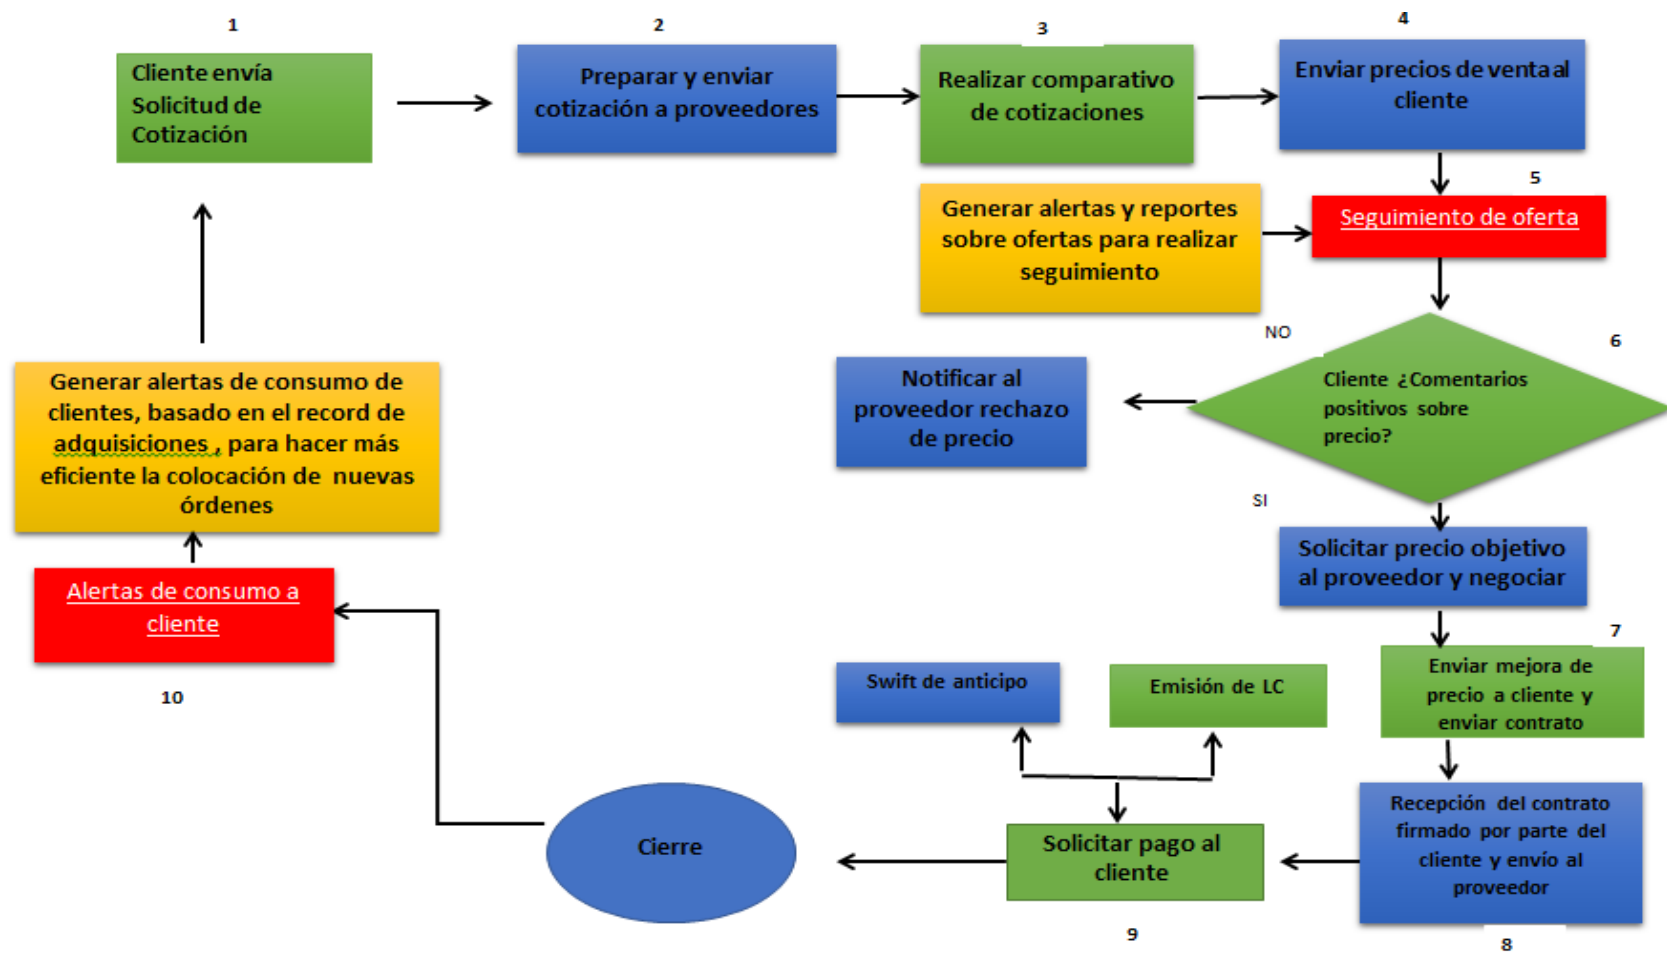 1
Cliente envía
Solicitud de
Cotización
2
Preparar y enviar
cotización a proveedores
3
Realizar comparativo
de cotizaciones
4
Enviar precios de venta al
cliente
5
Seguimiento de oferta
Generar alertas y reportes
sobre ofertas para realizar
seguimiento
NO
6
Cliente ¿Comentarios
positivos sobre
precio?
Notificar al
proveedor rechazo
de precio
SI
Solicitar precio objetivo
al proveedor y negociar
7
Enviar mejora de
precio a cliente y
enviar contrato
Recepción del contrato
firmado por parte del
cliente y envío al
proveedor
8
Swift de anticipo
Emisión de LC
Solicitar pago al
cliente
9
Cierre
Generar alertas de consumo de
clientes, basado en el record de
adquisiciones , para hacer más
eficiente la colocación de nuevas
órdenes
Alertas de consumo a
cliente
10